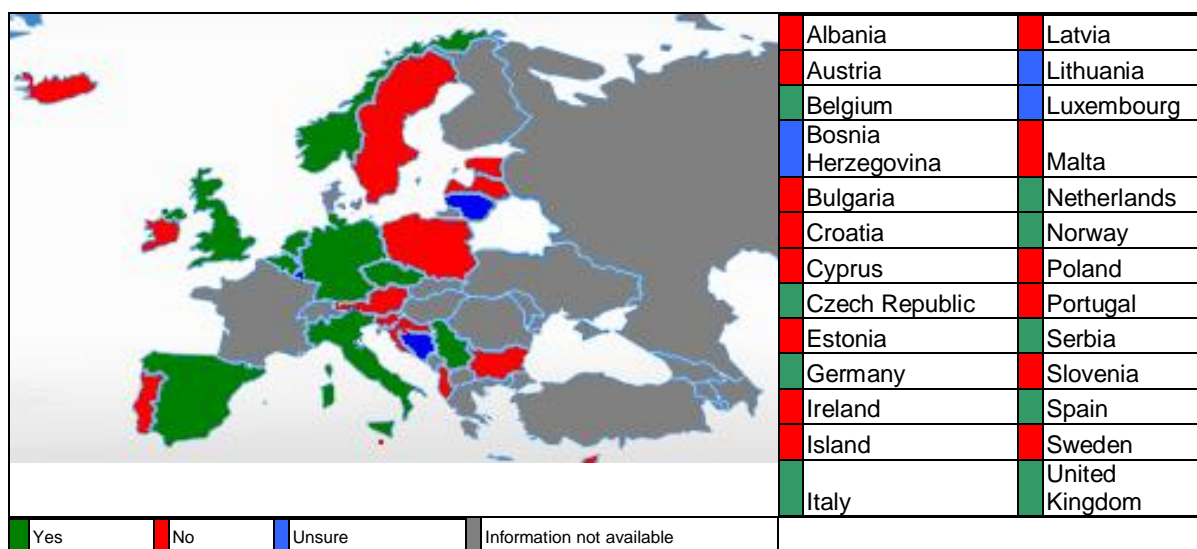 Albania
Latvia
Austria
Lithuania
Belgium
Luxembourg
Bosnia
Herzegovina
Malta
Bulgaria
Netherlands
Croatia
Norway
Cyprus
Poland
Czech Republic
Portugal
Estonia
Serbia
Germany
Slovenia
Ireland
Spain
Island
Sweden
Italy
United
Kingdom
Yes
No
Unsure
Information not available